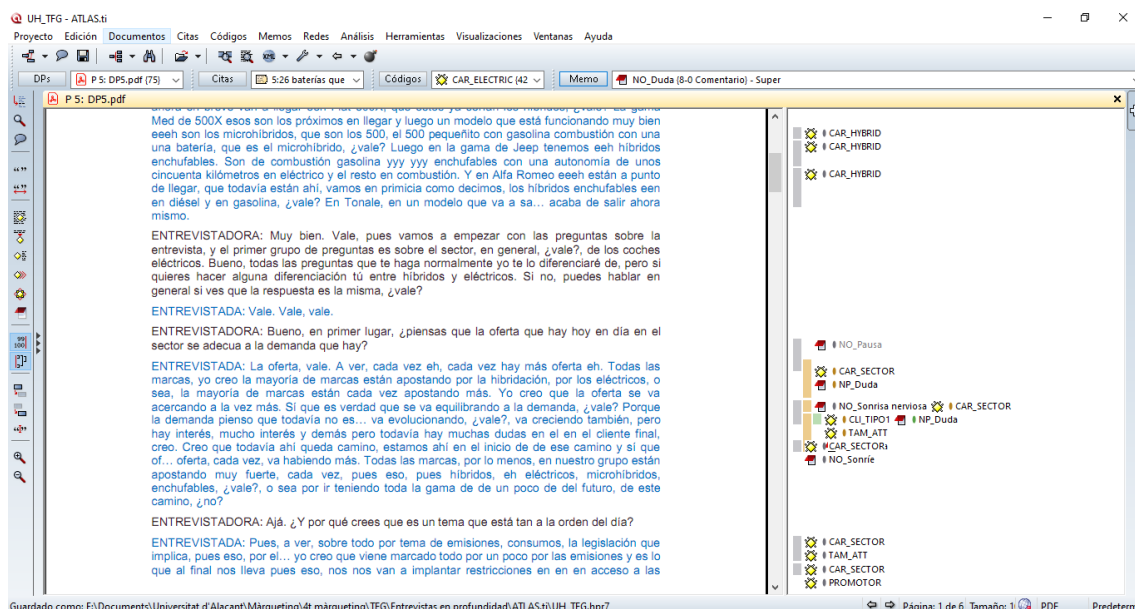 UH_TFG - ATLAS.ti
Proyecto Edición Documentos Citas Códigos Memos Redes Análisis Herramientas Visualizaciones Ventanas Ayuda
DPs P 5: DP5.pdf (75) Citas 5:26 baterías que Códigos CAR_ELECTRIC (42 Memo NO_Duda (8-0 Comentario) - Super
P 5: DP5.pdf
Med de 500X esos son los próximos en llegar y luego un modelo que está funcionando muy bien
eeeh son los microhíbridos, que son los 500, el 500 pequeñito con gasolina combustión con una
una batería, que es el microhíbrido, ¿vale? Luego en la gama de Jeep tenemos eeh híbridos
enchufables. Son de combustión gasolina yyy yyy enchufables con una autonomía de unos
cincuenta kilómetros en eléctrico y el resto en combustión. Y en Alfa Romeo eeeh están a punto
de llegar, que todavía están ahí, vamos en primicia como decimos, los híbridos enchufables een
en diésel y en gasolina, ¿vale? En Tonale, en un modelo que va a sa... acaba de salir ahora
mismo.
ENTREVISTADORA: Muy bien. Vale, pues vamos a empezar con las preguntas sobre la
entrevista, y el primer grupo de preguntas es sobre el sector, en general, ¿vale?, de los coches
eléctricos. Bueno, todas las preguntas que te haga normalmente yo te lo diferenciaré de, pero si
quieres hacer alguna diferenciación tú entre híbridos y eléctricos. Si no, puedes hablar en
general si ves que la respuesta es la misma, ¿vale?
ENTREVISTADA: Vale. Vale, vale.
ENTREVISTADORA: Bueno, en primer lugar, ¿piensas que la oferta que hay hoy en día en el
sector se adecua a la demanda que hay?
ENTREVISTADA: La oferta, vale. A ver, cada vez eh, cada vez hay más oferta eh. Todas las
marcas, yo creo la mayoría de marcas están apostando por la hibridación, por los eléctricos, o
sea, la mayoría de marcas están cada vez apostando más. Yo creo que la oferta se va
acercando a la vez más. Sí que es verdad que se va equilibrando a la demanda, ¿vale? Porque
la demanda pienso que todavía no es... va evolucionando, ¿vale?, va creciendo también, pero
hay interés, mucho interés y demás pero todavía hay muchas dudas en el en el cliente final,
creo. Creo que todavía ahí queda camino, estamos ahí en el inicio de de ese camino y sí que
of... oferta, cada vez, va habiendo más. Todas las marcas, por lo menos, en nuestro grupo están
apostando muy fuerte, cada vez, pues eso, pues híbridos, eh eléctricos, microhíbridos,
enchufables, ¿vale?, o sea por ir teniendo toda la gama de de un poco de del futuro, de este
camino, ¿no?
ENTREVISTADORA: Ajá. ¿Y por qué crees que es un tema que está tan a la orden del día?
ENTREVISTADA: Pues, a ver, sobre todo por tema de emisiones, consumos, la legislación que
implica, pues eso, por el... yo creo que viene marcado todo por un poco por las emisiones y es lo
que al final nos lleva pues eso, nos nos van a implantar restricciones en en en acceso a las
CAR_HYBRID
CAR_HYBRID
CAR_HYBRID
NO_Pausa
CAR_SECTOR
NP_Duda
NO_Sonrisa nerviosa CAR_SECTOR
CLI_TIPO1 NP_Duda
TAM_ATT
CAR_SECTOR
NO_Sonríe
CAR_SECTOR
TAM_ATT
CAR_SECTOR
PROMOTOR
Guardado como: F:\Documents\Universitat d'Alacant\Màrqueting\4t màrqueting\TFG\Entrevistas en profundidad\ATLAS.ti\UH_TFG.hpr7 Página: 1 de 6 Tamaño: 1 PDF Predeterm